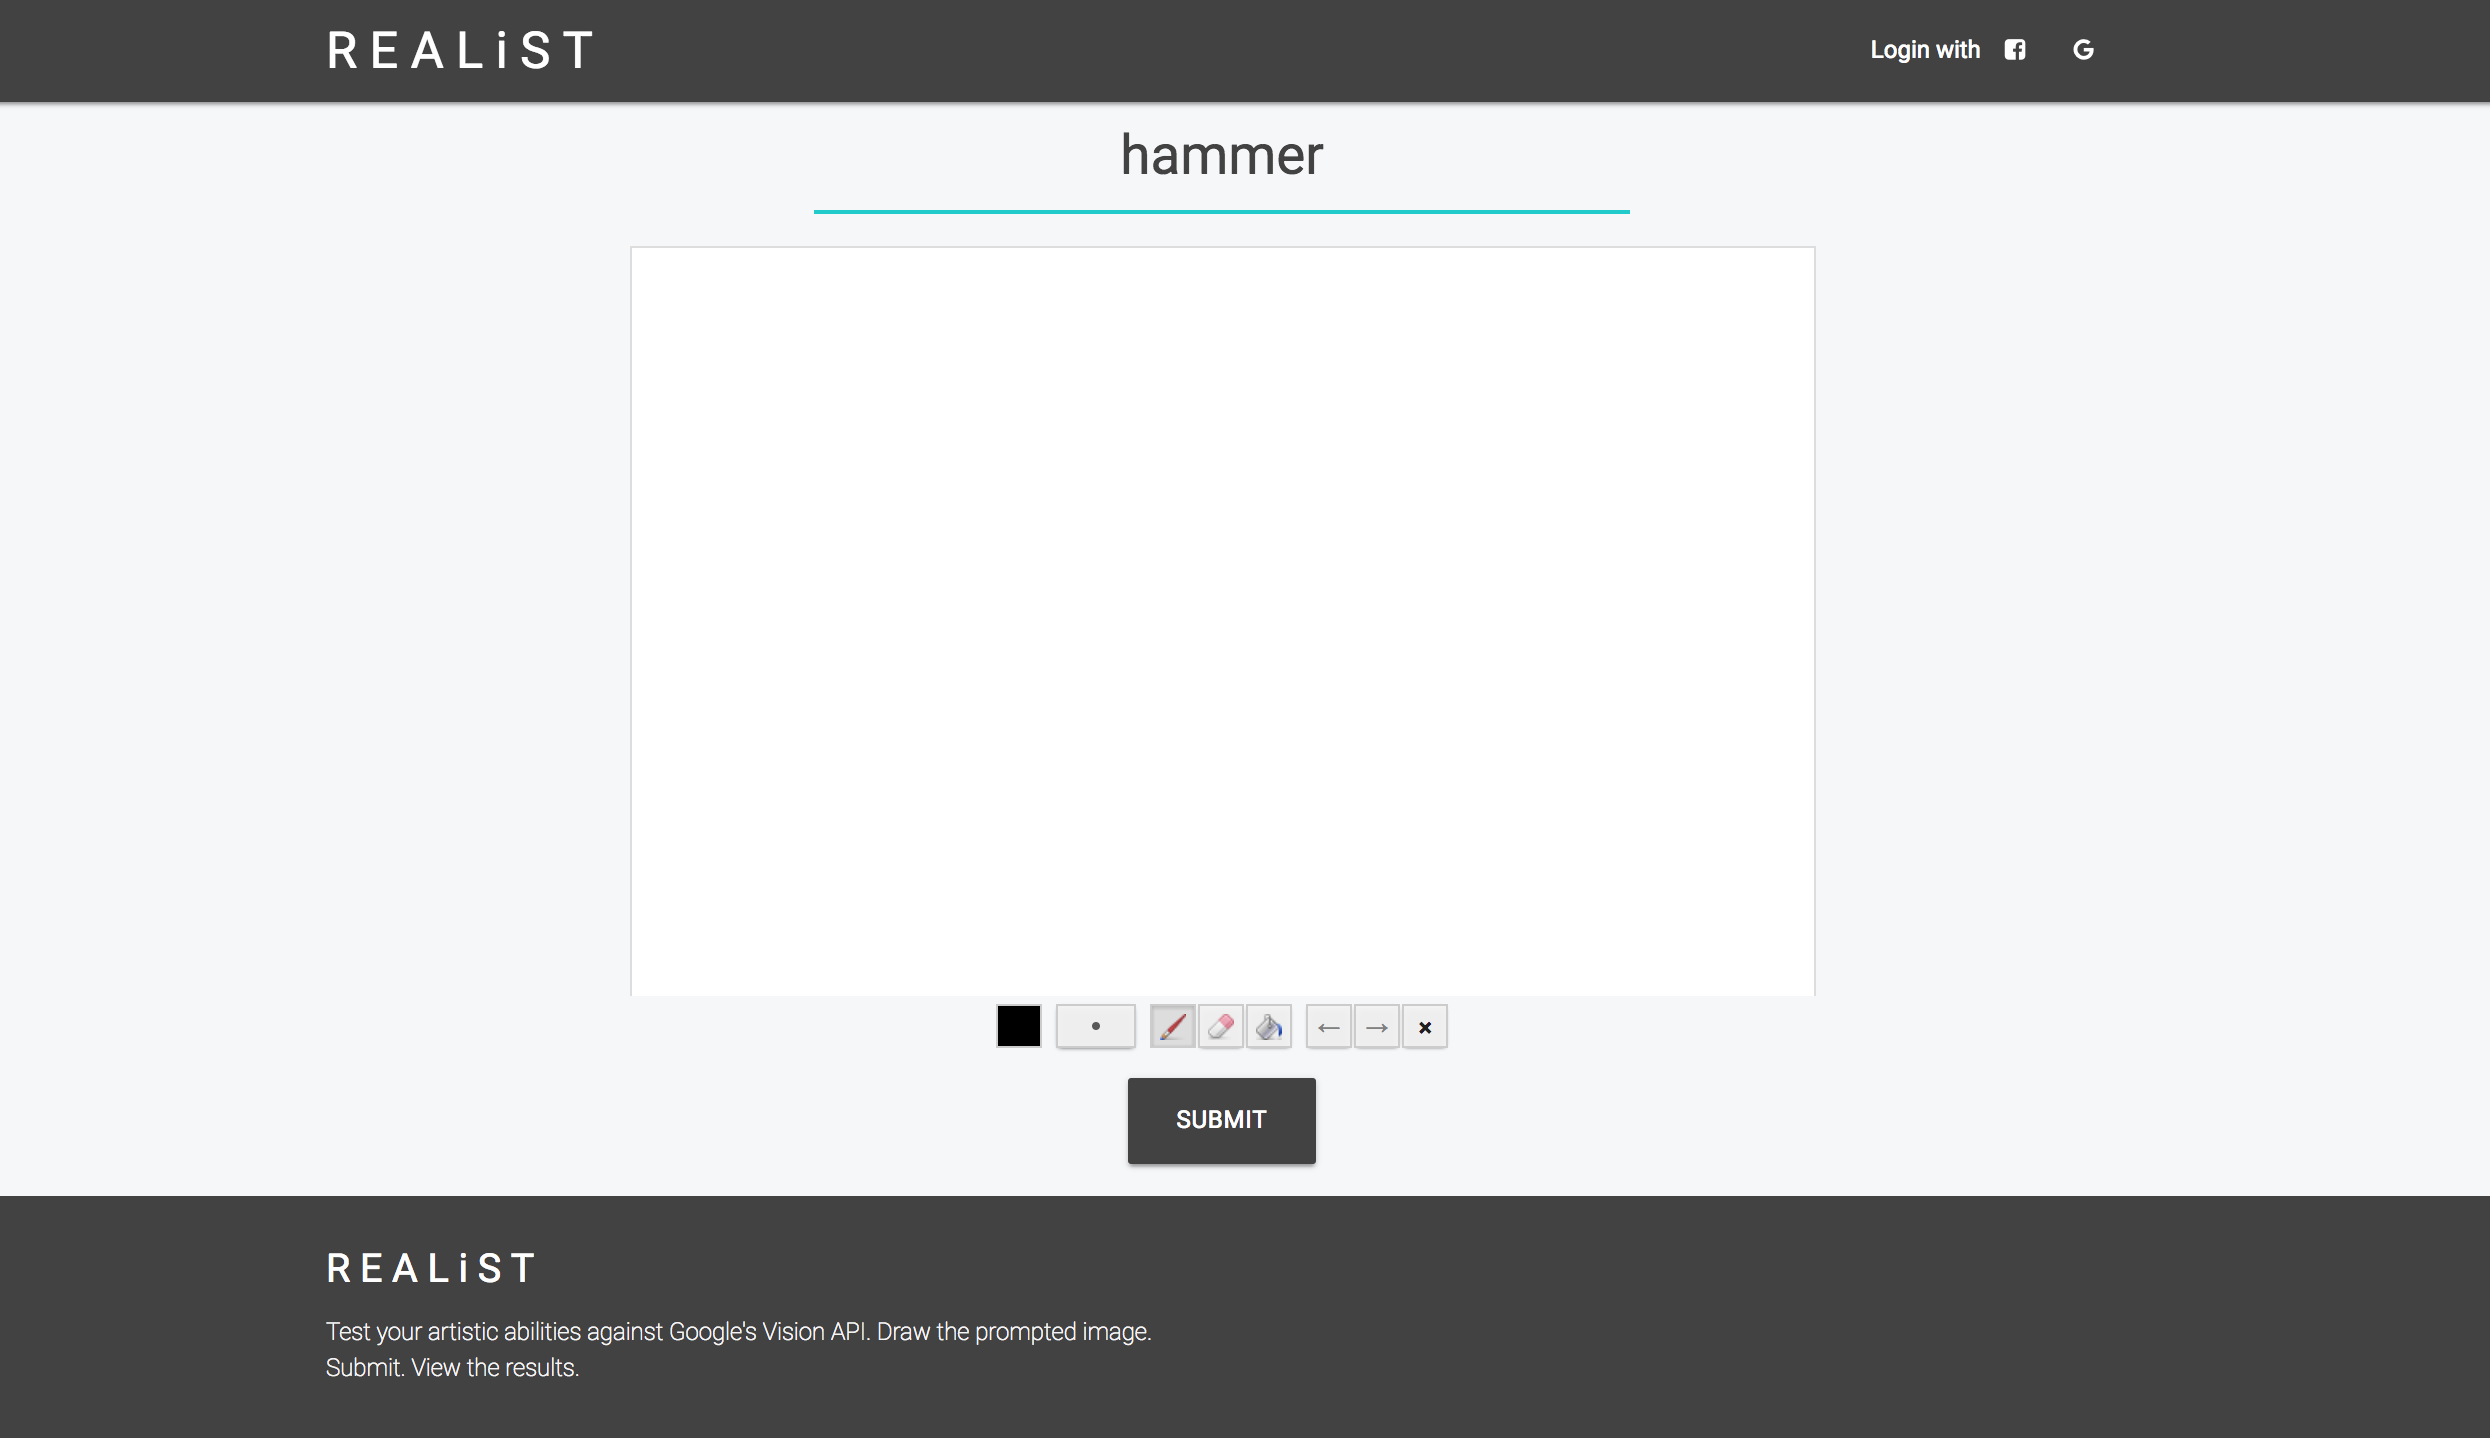 REALiST
Login with
hammer
SUBMIT
REALiST
Test your artistic abilities against Google's Vision API. Draw the prompted image.
Submit. View the results.